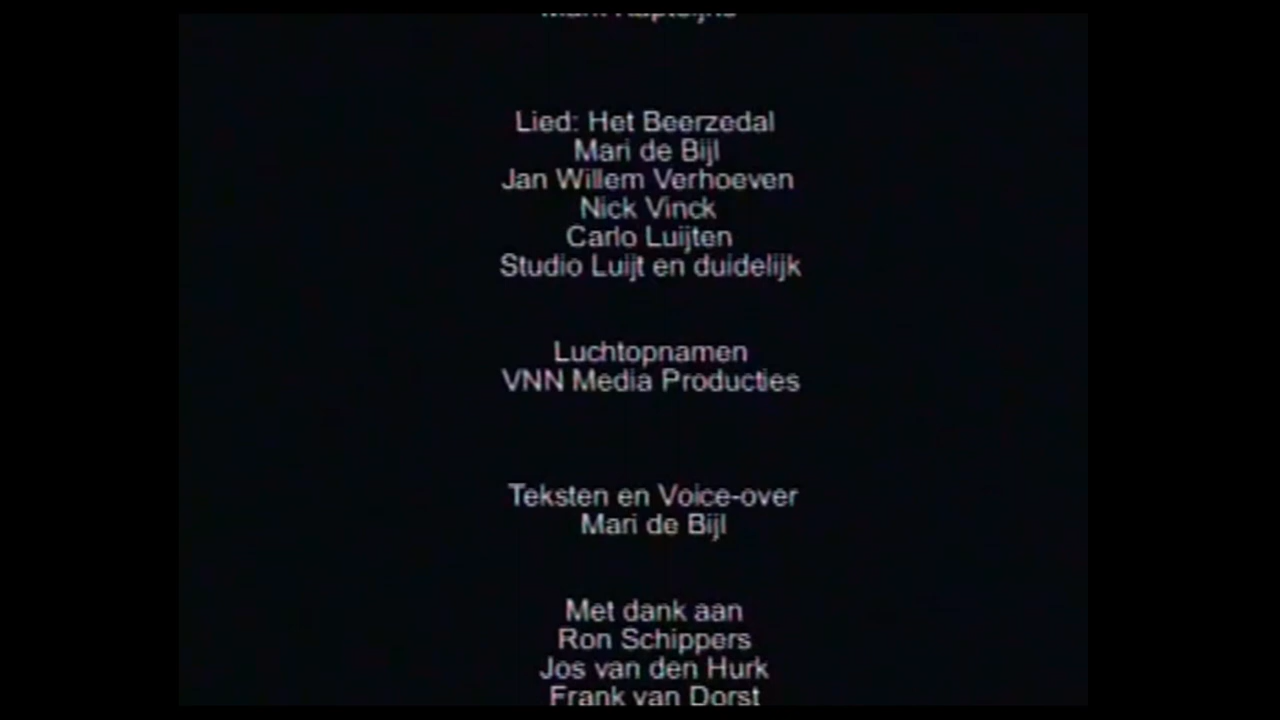 Lied: Het Beerzedal
Mari de Bijl
Jan Willem Verhoeven
Nick Vinck
Carlo Luijten
Studio Luijt en duidelijk
Luchtopnamen
VNN Media Producties
Teksten en Voice-over
Mari de Bijl
Met dank aan
Ron Schippers
Jos van den Hurk
Frank van Dorst